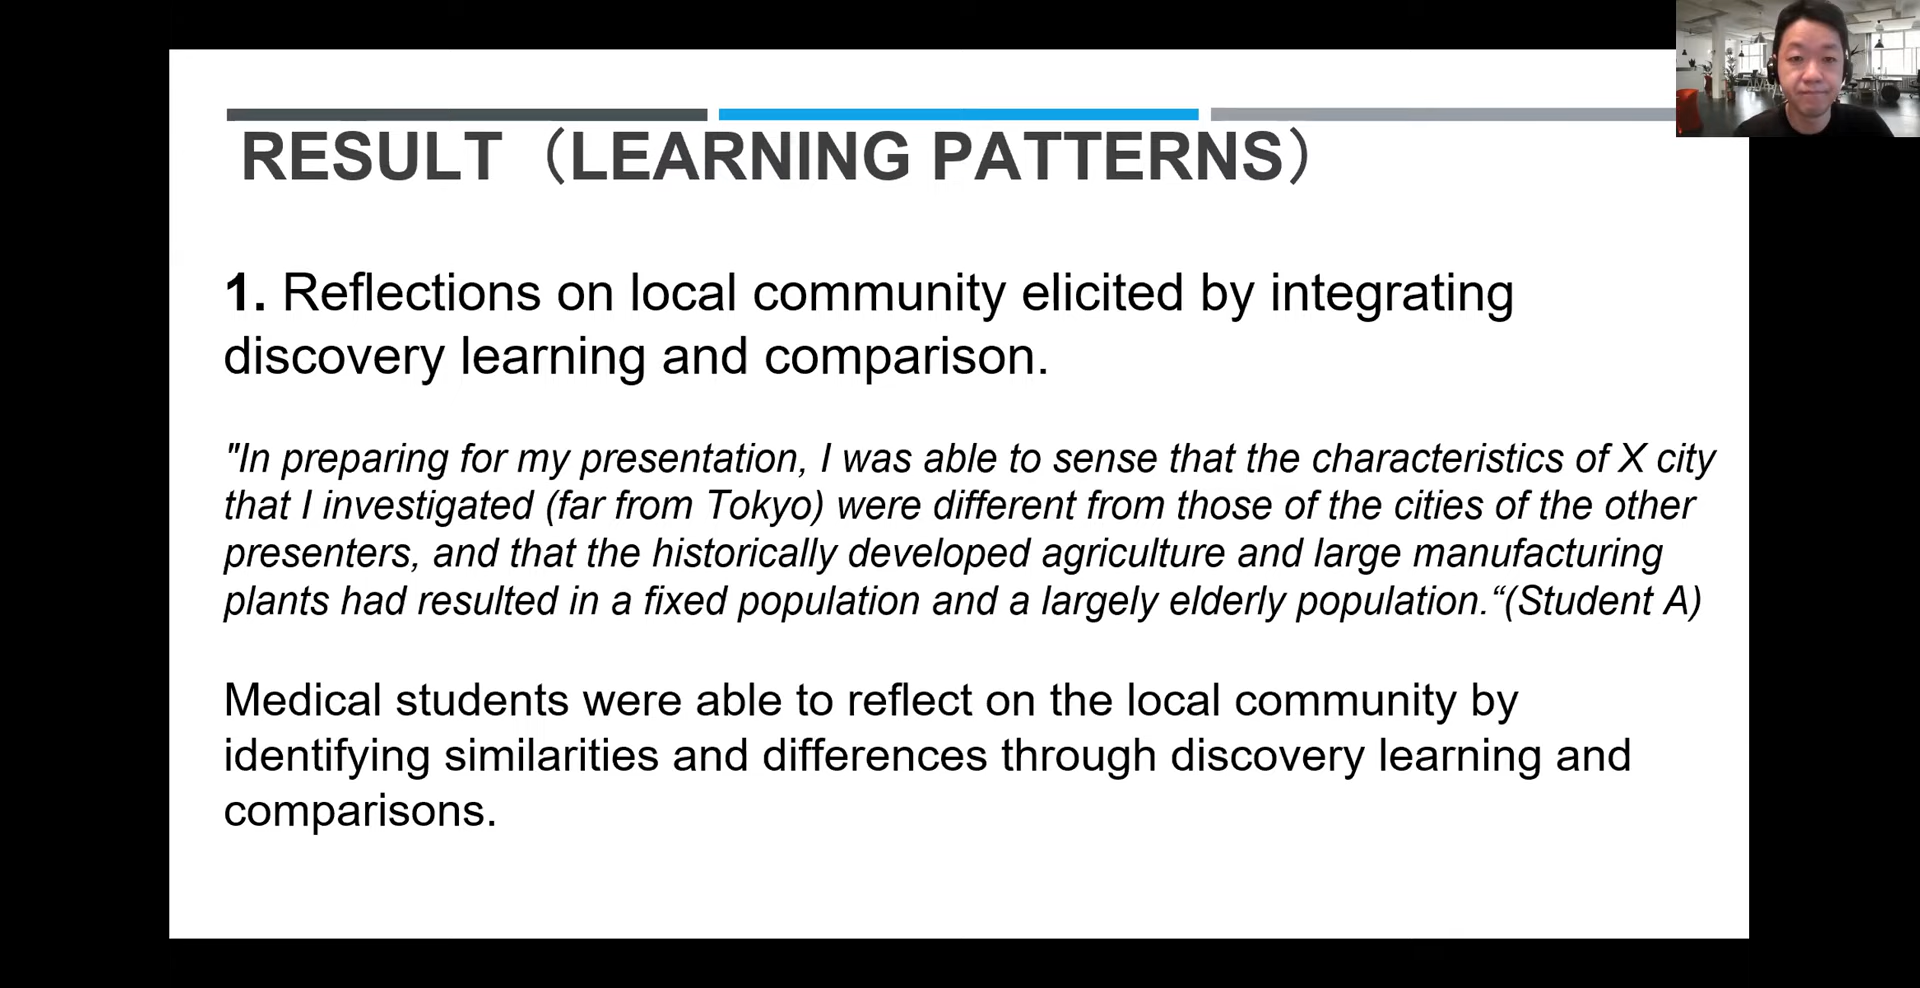 RESULT（LEARNING PATTERNS）
1. Reflections on local community elicited by integrating
discovery learning and comparison.
"In preparing for my presentation, I was able to sense that the characteristics of X city
that I investigated (far from Tokyo) were different from those of the cities of the other
presenters, and that the historically developed agriculture and large manufacturing
plants had resulted in a fixed population and a largely elderly population.“(Student A)
Medical students were able to reflect on the local community by
identifying similarities and differences through discovery learning and
comparisons.